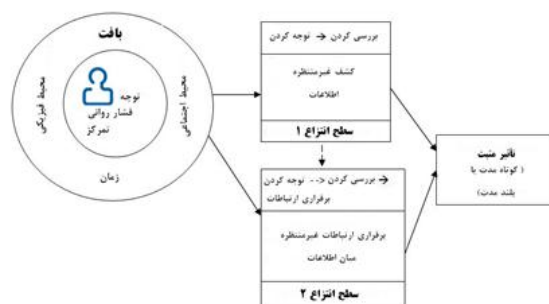 بافت
محیط فیزیکی
محیط اجتماعی
توجه
فشار روانی
تمرکز
زمان
توجه کردن → بررسی کردن
کشف غیرمنتظره
اطلاعات
سطح انتزاع ۱
توجه کردن --> بررسی کردن →
برقراری ارتباطات
برقراری ارتباطات غیرمنتظره
میان اطلاعات
سطح انتزاع ۲
تأثیر مثبت
( کوتاه مدت یا
بلند مدت)